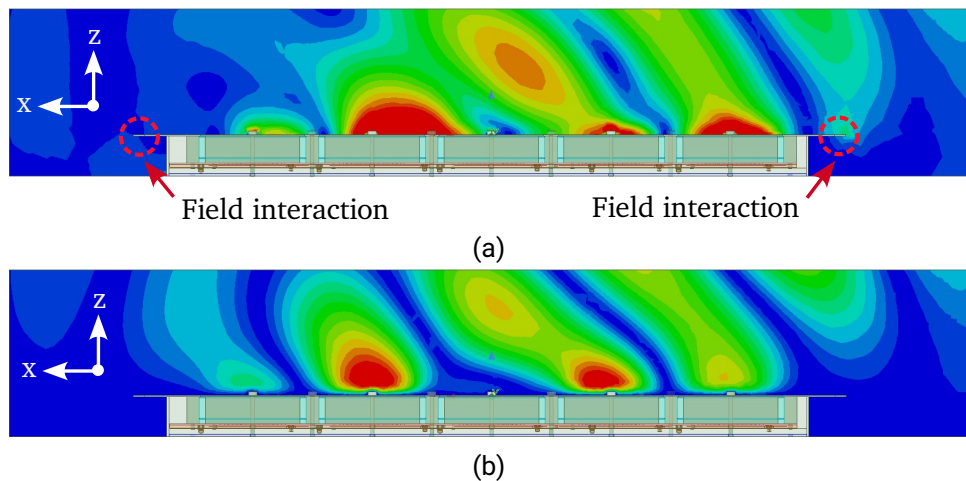 z
x
Field interaction
Field interaction
(a)
z
x
(b)